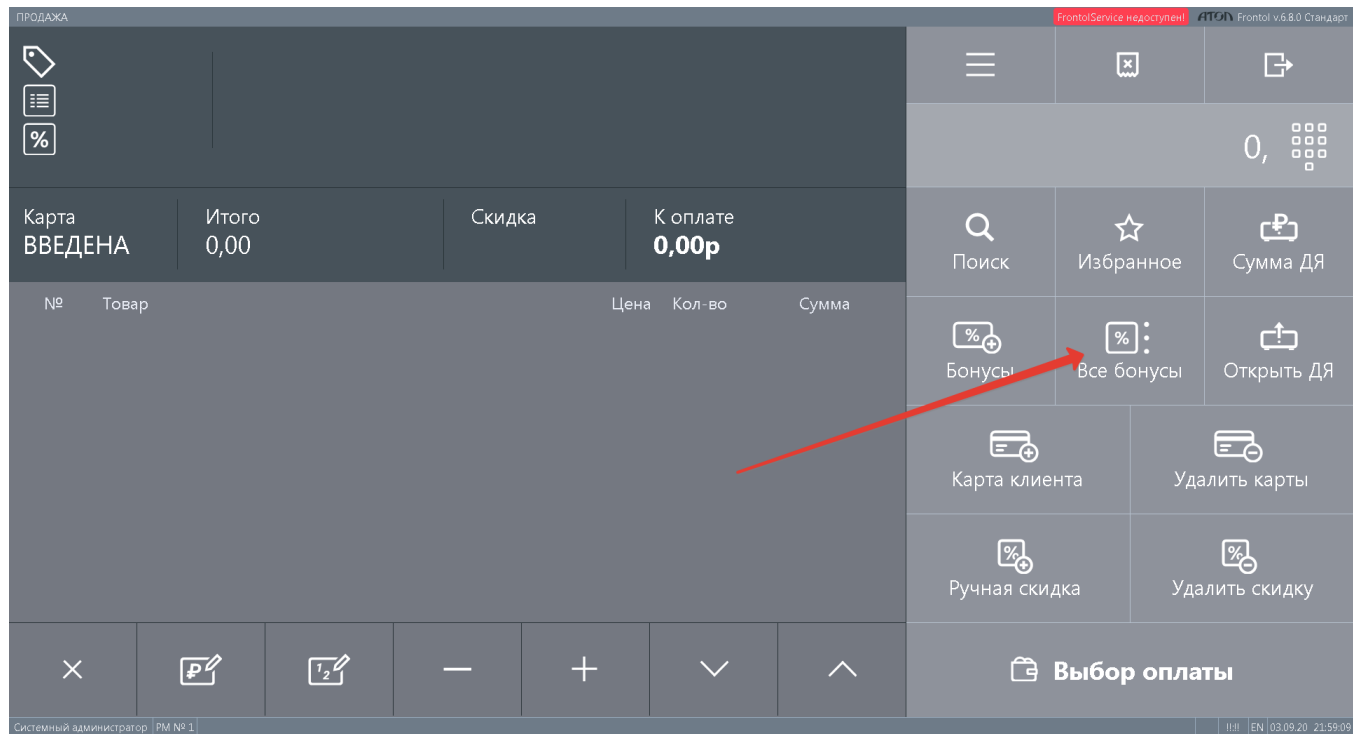 ПРОДАЖА
FrontolService недоступен!
АТОЛ Frontol v.6.8.0 Стандарт
0,
Карта
ВВЕДЕНА
Итого
0,00
Скидка
К оплате
0,00р
№ Товар Цена Кол-во Сумма
Поиск
Избранное
Сумма ДЯ
Бонусы
Все бонусы
Открыть ДЯ
Карта клиента
Удалить карты
Ручная скидка
Удалить скидку
Выбор оплаты
Системный администратор
РМ № 1
!!:!!
EN
03.09.20 21:59:09